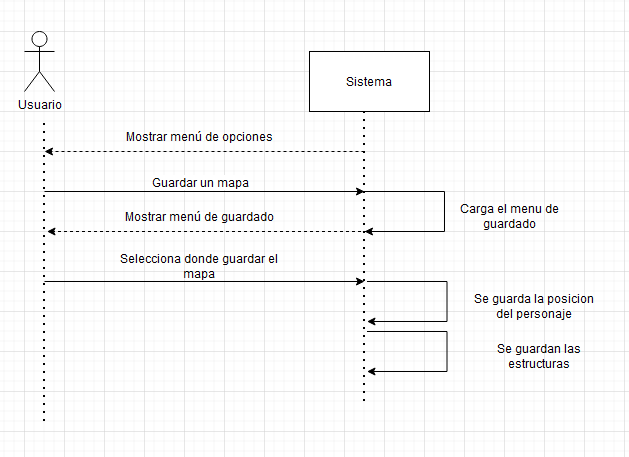 Usuario
Sistema
Mostrar menú de opciones
Guardar un mapa
Mostrar menú de guardado
Carga el menu de
guardado
Selecciona donde guardar el
mapa
Se guarda la posicion
del personaje
Se guardan las
estructuras